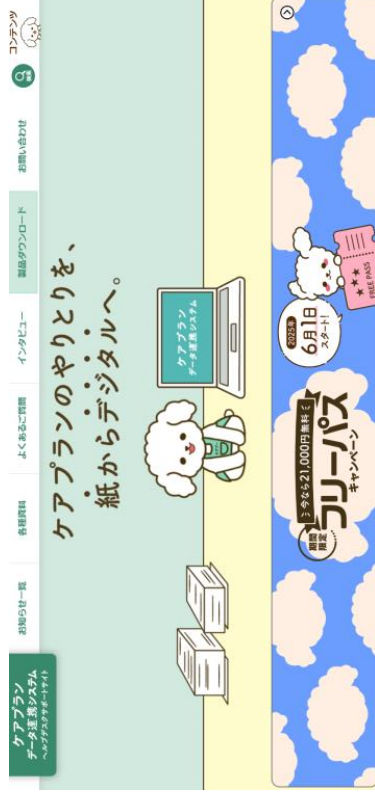 ケアプラン
データ連携システム
ヘルプデスクサポートサイト
お知らせ一覧
各種資料
よくあるご質問
インタビュー
製品ダウンロード
お問い合わせ
検索
コンテンツ
ケアプランのやりとりを、
紙からデジタルへ。
ケアプラン
データ連携システム
期間
限定
今なら21,000円無料
フリーパス
キャンペーン
2025年
6月1日
スタート!
FREE PASS